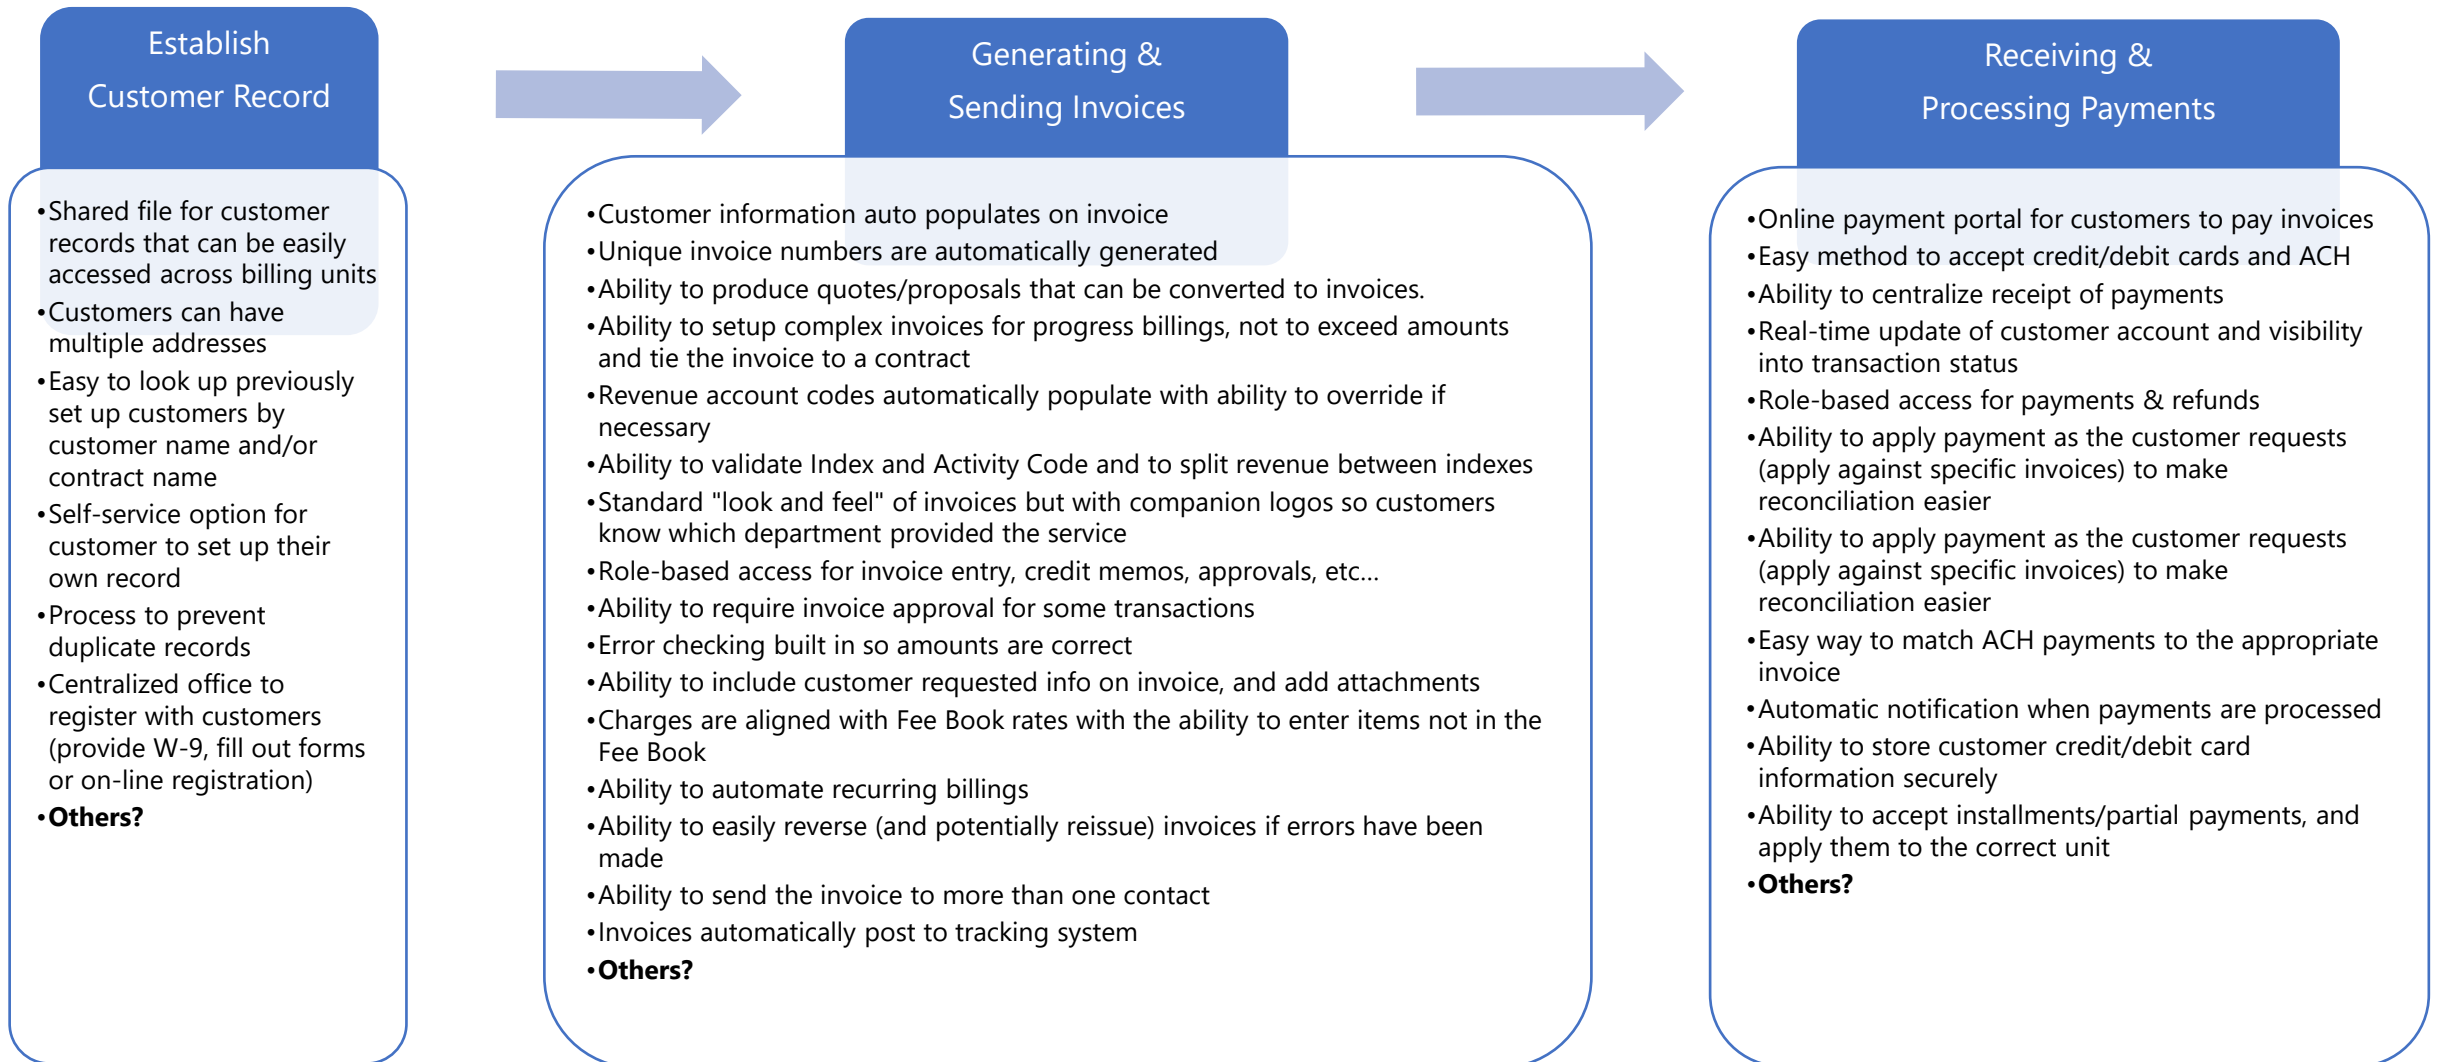 Establish
Customer Record
•Shared file for customer
records that can be easily
accessed across billing units
•Customers can have
multiple addresses
•Easy to look up previously
set up customers by
customer name and/or
contract name
•Self-service option for
customer to set up their
own record
•Process to prevent
duplicate records
•Centralized office to
register with customers
(provide W-9, fill out forms
or on-line registration)
•Others?
Generating &
Sending Invoices
•Customer information auto populates on invoice
•Unique invoice numbers are automatically generated
•Ability to produce quotes/proposals that can be converted to invoices.
•Ability to setup complex invoices for progress billings, not to exceed amounts
and tie the invoice to a contract
•Revenue account codes automatically populate with ability to override if
necessary
•Ability to validate Index and Activity Code and to split revenue between indexes
•Standard "look and feel" of invoices but with companion logos so customers
know which department provided the service
•Role-based access for invoice entry, credit memos, approvals, etc...
•Ability to require invoice approval for some transactions
•Error checking built in so amounts are correct
•Ability to include customer requested info on invoice, and add attachments
•Charges are aligned with Fee Book rates with the ability to enter items not in the
Fee Book
•Ability to automate recurring billings
•Ability to easily reverse (and potentially reissue) invoices if errors have been
made
•Ability to send the invoice to more than one contact
•Invoices automatically post to tracking system
•Others?
Receiving &
Processing Payments
•Online payment portal for customers to pay invoices
•Easy method to accept credit/debit cards and ACH
•Ability to centralize receipt of payments
•Real-time update of customer account and visibility
into transaction status
•Role-based access for payments & refunds
•Ability to apply payment as the customer requests
(apply against specific invoices) to make
reconciliation easier
•Ability to apply payment as the customer requests
(apply against specific invoices) to make
reconciliation easier
•Easy way to match ACH payments to the appropriate
invoice
•Automatic notification when payments are processed
•Ability to store customer credit/debit card
information securely
•Ability to accept installments/partial payments, and
apply them to the correct unit
•Others?